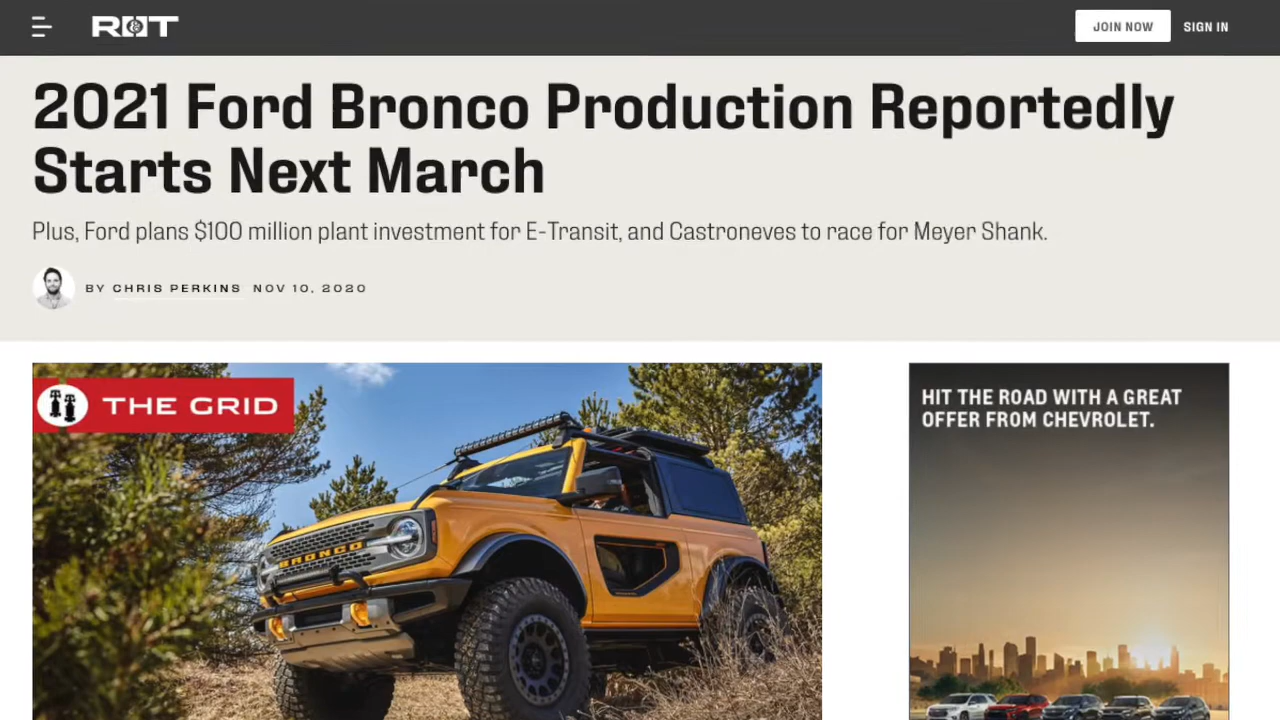 R&T
JOIN NOW
SIGN IN
2021 Ford Bronco Production Reportedly
Starts Next March
Plus, Ford plans $100 million plant investment for E-Transit, and Castroneves to race for Meyer Shank.
BY CHRIS PERKINS NOV 10, 2020
THE GRID
BRONCO
HIT THE ROAD WITH A GREAT
OFFER FROM CHEVROLET.